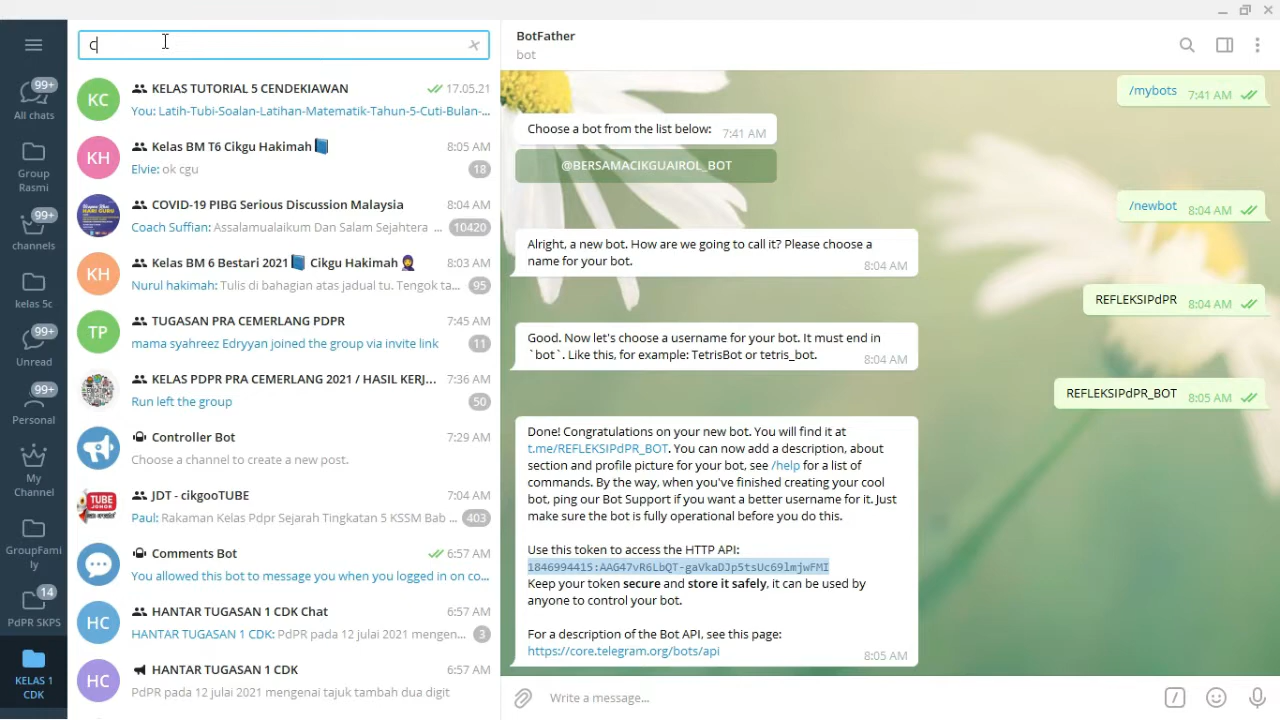 C
All chats
99+
Group
Rasmi
channels
99+
kelas 5c
Unread
99+
Personal
99+
My
Channel
GroupFami
ly
PdPR SKPS
14
KELAS 1
CDK
KC
KELAS TUTORIAL 5 CENDEKIAWAN 17.05.21
You: Latih-Tubi-Soalan-Latihan-Matematik-Tahun-5-Cuti-Bulan-...
KH
Kelas BM T6 Cikgu Hakimah📘 8:05 AM
Elvie: ok cgu 18
COVID-19 PIBG Serious Discussion Malaysia 8:04 AM
Coach Suffian: Assalamualaikum Dan Salam Sejahtera ... 10420
KH
Kelas BM 6 Bestari 2021📘 Cikgu Hakimah🧕 8:03 AM
Nurul hakimah: Tulis di bahagian atas jadual tu. Tengok ta... 95
TP
TUGASAN PRA CEMERLANG PDPR 7:45 AM
mama syahreez Edryyan joined the group via invite link 11
KELAS PDPR PRA CEMERLANG 2021 / HASIL KERJ... 7:36 AM
Run left the group 50
Controller Bot 7:29 AM
Choose a channel to create a new post.
JDT - cikgooTUBE 7:04 AM
Paul: Rakaman Kelas Pdpr Sejarah Tingkatan 5 KSSM Bab ... 403
Comments Bot 6:57 AM
You allowed this bot to message you when you logged in on co...
HC
HANTAR TUGASAN 1 CDK Chat 6:57 AM
HANTAR TUGASAN 1 CDK: PdPR pada 12 julai 2021 mengen... 3
HC
HANTAR TUGASAN 1 CDK 6:57 AM
PdPR pada 12 julai 2021 mengenai tajuk tambah dua digit
BotFather
bot
/mybots 7:41 AM
Choose a bot from the list below: 7:41 AM
@BERSAMACIKGUAIROL_BOT
/newbot 8:04 AM
Alright, a new bot. How are we going to call it? Please choose a
name for your bot. 8:04 AM
REFLEKSIPdPR 8:04 AM
Good. Now let's choose a username for your bot. It must end in
`bot`. Like this, for example: TetrisBot or tetris_bot. 8:04 AM
REFLEKSIPdPR_BOT 8:05 AM
Done! Congratulations on your new bot. You will find it at
t.me/REFLEKSIPdPR_BOT. You can now add a description, about
section and profile picture for your bot, see /help for a list of
commands. By the way, when you've finished creating your cool
bot, ping our Bot Support if you want a better username for it. Just
make sure the bot is fully operational before you do this.
Use this token to access the HTTP API:
1846994415:AAG47vR6LbQT-gaVkaDJp5tsUc69lmjwFMI
Keep your token secure and store it safely, it can be used by
anyone to control your bot.
For a description of the Bot API, see this page:
https://core.telegram.org/bots/api 8:05 AM
Write a message...